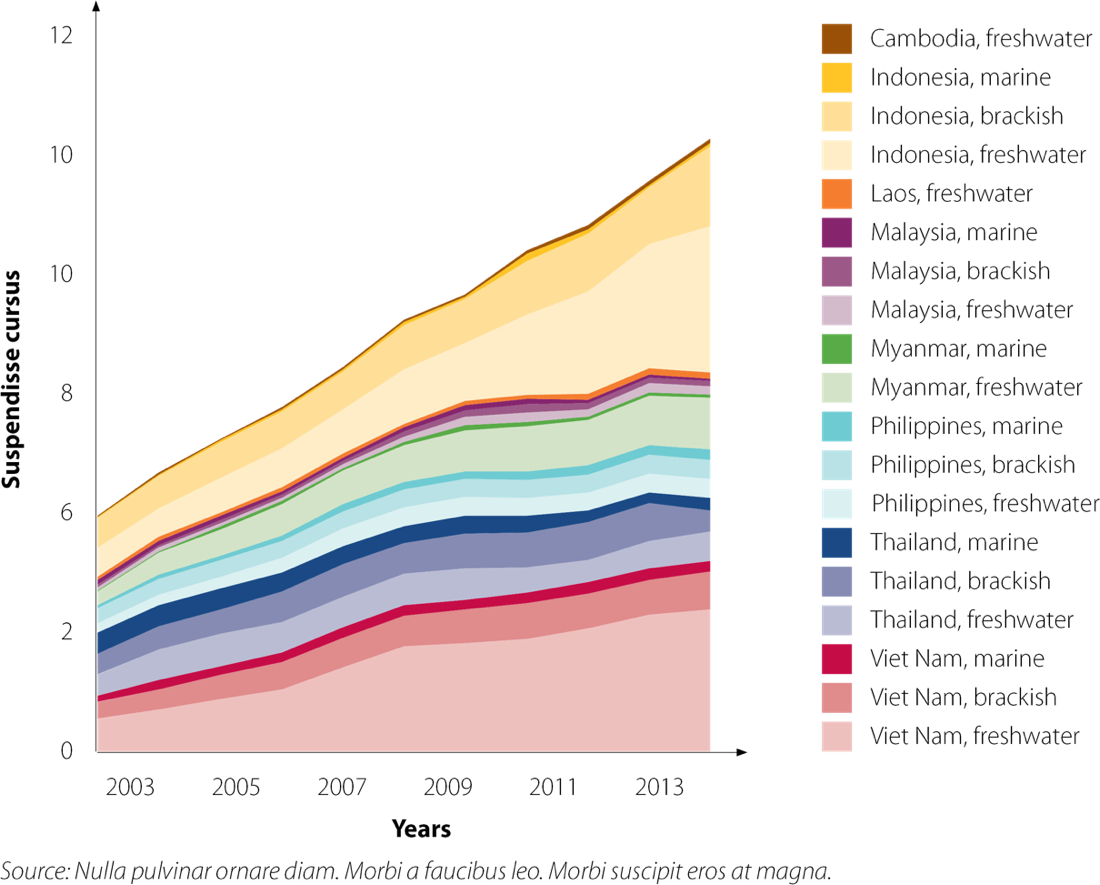 12
10
10
8
6
2
0
Suspendisse cursus
2003 2005 2007 2009 2011 2013
Years
Cambodia, freshwater
Indonesia, marine
Indonesia, brackish
Indonesia, freshwater
Laos, freshwater
Malaysia, marine
Malaysia, brackish
Malaysia, freshwater
Myanmar, marine
Myanmar, freshwater
Philippines, marine
Philippines, brackish
Philippines, freshwater
Thailand, marine
Thailand, brackish
Thailand, freshwater
Viet Nam, marine
Viet Nam, brackish
Viet Nam, freshwater
Source: Nulla pulvinar ornare diam. Morbi a faucibus leo. Morbi suscipit eros at magna.